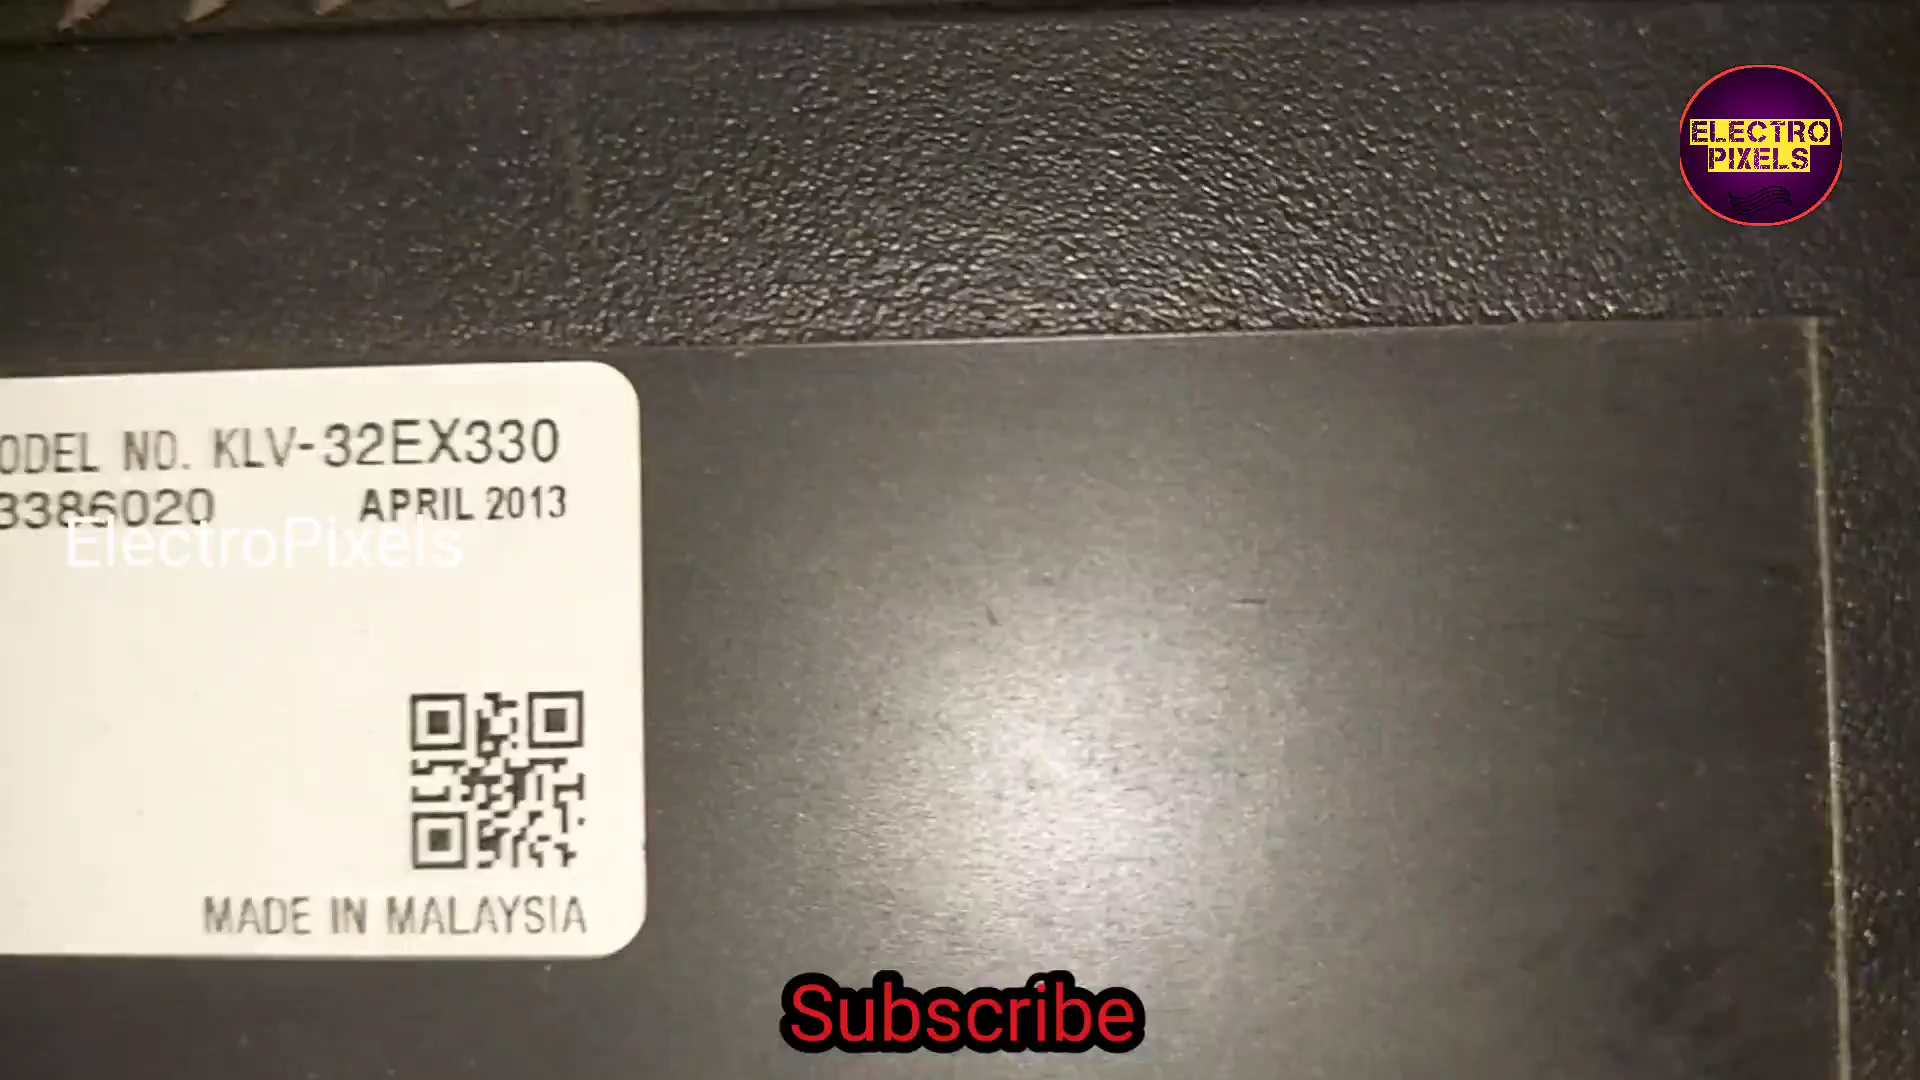 ELECTRO
PIXELS
ODEL NO. KLV-32EX330
3386020 APRIL 2013
ElectroPixels
MADE IN MALAYSIA
Subscribe